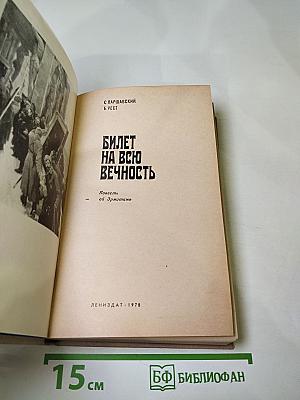 С. ВАРШАВСКИЙ
Б. РЕСТ
БИЛЕТ
НА ВСЮ
ВЕЧНОСТЬ
Повесть
об Эрмитаже
ЛЕНИЗДАТ · 1978
15 см
БФ БИБЛИОФАН